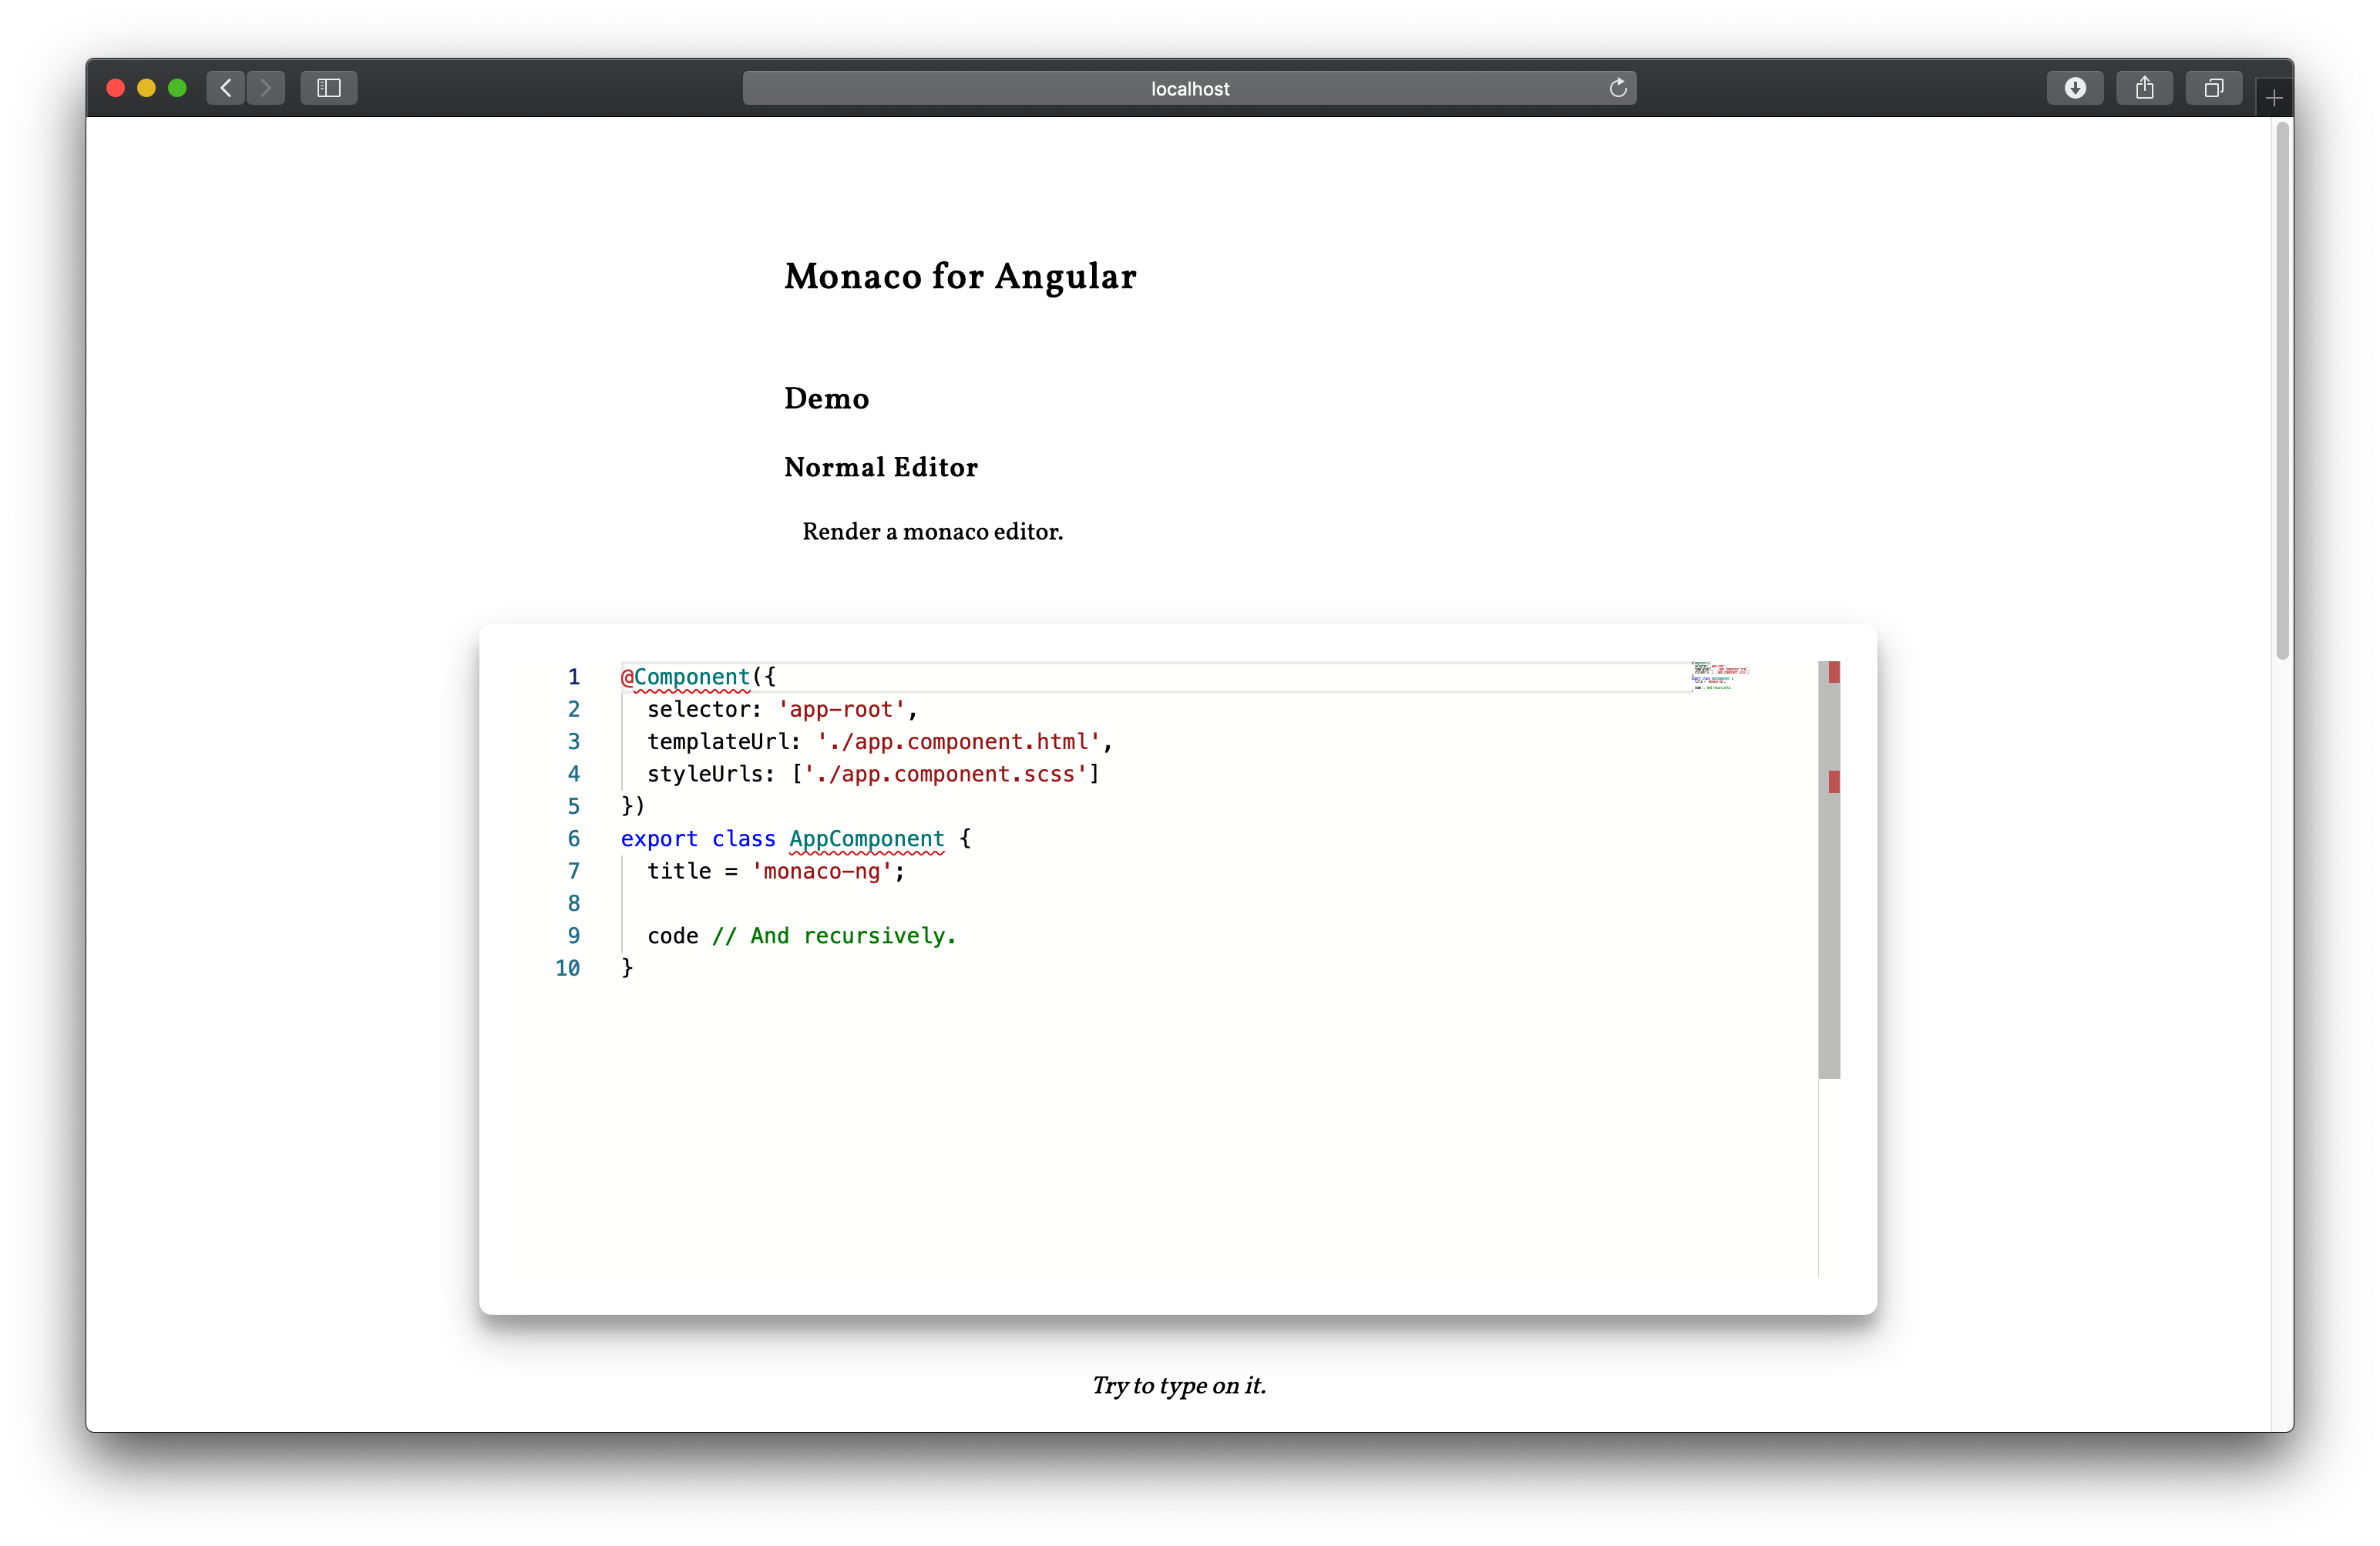 localhost
Monaco for Angular
Demo
Normal Editor
Render a monaco editor.
1 @Component({
2 selector: 'app-root',
3 templateUrl: './app.component.html',
4 styleUrls: ['./app.component.scss']
5 })
6 export class AppComponent {
7 title = 'monaco-ng';
8
9 code // And recursively.
10 }
Try to type on it.